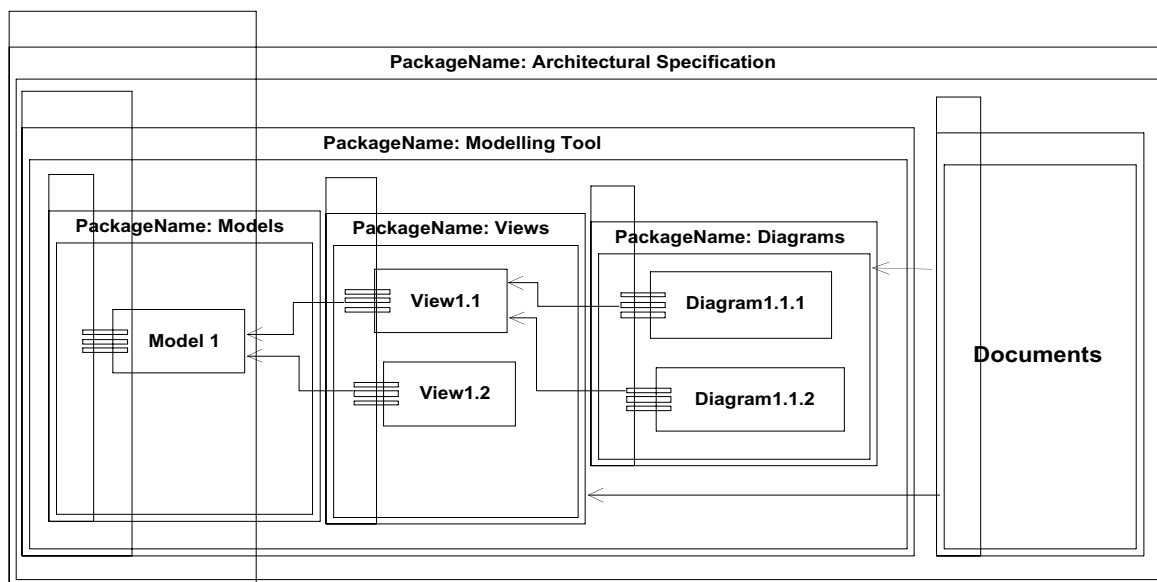 PackageName: Architectural Specification
PackageName: Modelling Tool
PackageName: Models
PackageName: Views
PackageName: Diagrams
Model 1
View1.1
View1.2
Diagram1.1.1
Diagram1.1.2
Documents